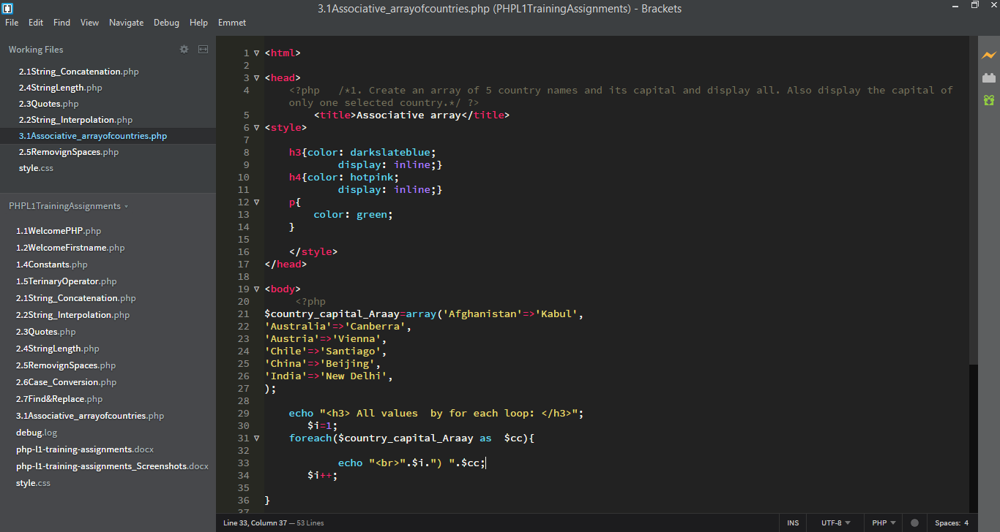 3.1Associative_arrayofcountries.php (PHPL1TrainingAssignments) - Brackets
File Edit Find View Navigate Debug Help Emmet
Working Files
2.1String_Concatenation.php
2.4StringLength.php
2.3Quotes.php
2.2String_Interpolation.php
3.1Associative_arrayofcountries.php
2.5RemovignSpaces.php
style.css
PHPL1TrainingAssignments
1.1WelcomePHP.php
1.2WelcomeFirstname.php
1.4Constants.php
1.5TerinaryOperator.php
2.1String_Concatenation.php
2.2String_Interpolation.php
2.3Quotes.php
2.4StringLength.php
2.5RemovignSpaces.php
2.6Case_Conversion.php
2.7Find&Replace.php
3.1Associative_arrayofcountries.php
debug.log
php-l1-training-assignments.docx
php-l1-training-assignments_Screenshots.docx
style.css
1 <html>
2
3 <head>
4 <?php /*1. Create an array of 5 country names and its capital and display all. Also display the capital of
only one selected country.*/ ?>
5 <title>Associative array</title>
6 <style>
7
8 h3{color: darkslateblue;
9 display: inline;}
10 h4{color: hotpink;
11 display: inline;}
12 p{
13 color: green;
14 }
15
16 </style>
17 </head>
18
19 <body>
20 <?php
21 $country_capital_Araay=array('Afghanistan'=>'Kabul',
22 'Australia'=>'Canberra',
23 'Austria'=>'Vienna',
24 'Chile'=>'Santiago',
25 'China'=>'Beijing',
26 'India'=>'New Delhi',
27 );
28
29 echo "<h3> All values  by for each loop: </h3>";
30 $i=1;
31 foreach($country_capital_Araay as  $cc){
32
33 echo "<br>".$i.") ".$cc;
34 $i++;
35
36 }
37
Line 33, Column 37 — 53 Lines
INS UTF-8 PHP Spaces: 4